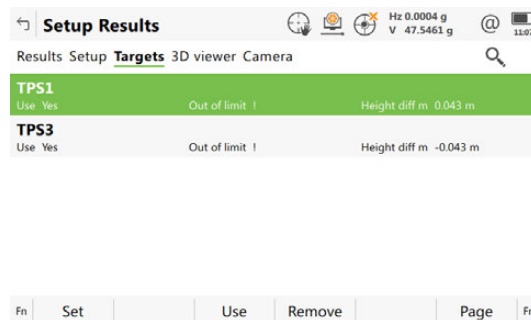 Setup Results
Hz 0.0004 g
V 47.5461 g
@
11:07
Results Setup Targets 3D viewer Camera
TPS1
Use Yes Out of limit ! Height diff m 0.043 m
TPS3
Use Yes Out of limit ! Height diff m -0.043 m
Fn Set Use Remove Page